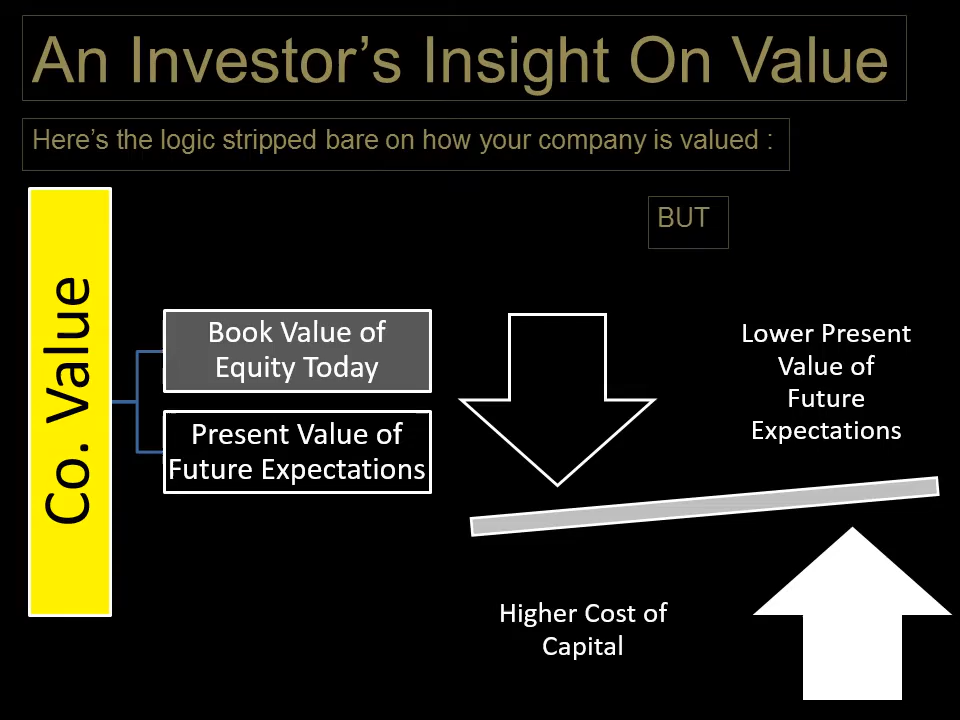 An Investor’s Insight On Value
Here’s the logic stripped bare on how your company is valued :
BUT
Co. Value
Book Value of
Equity Today
Present Value of
Future Expectations
Lower Present
Value of
Future
Expectations
Higher Cost of
Capital